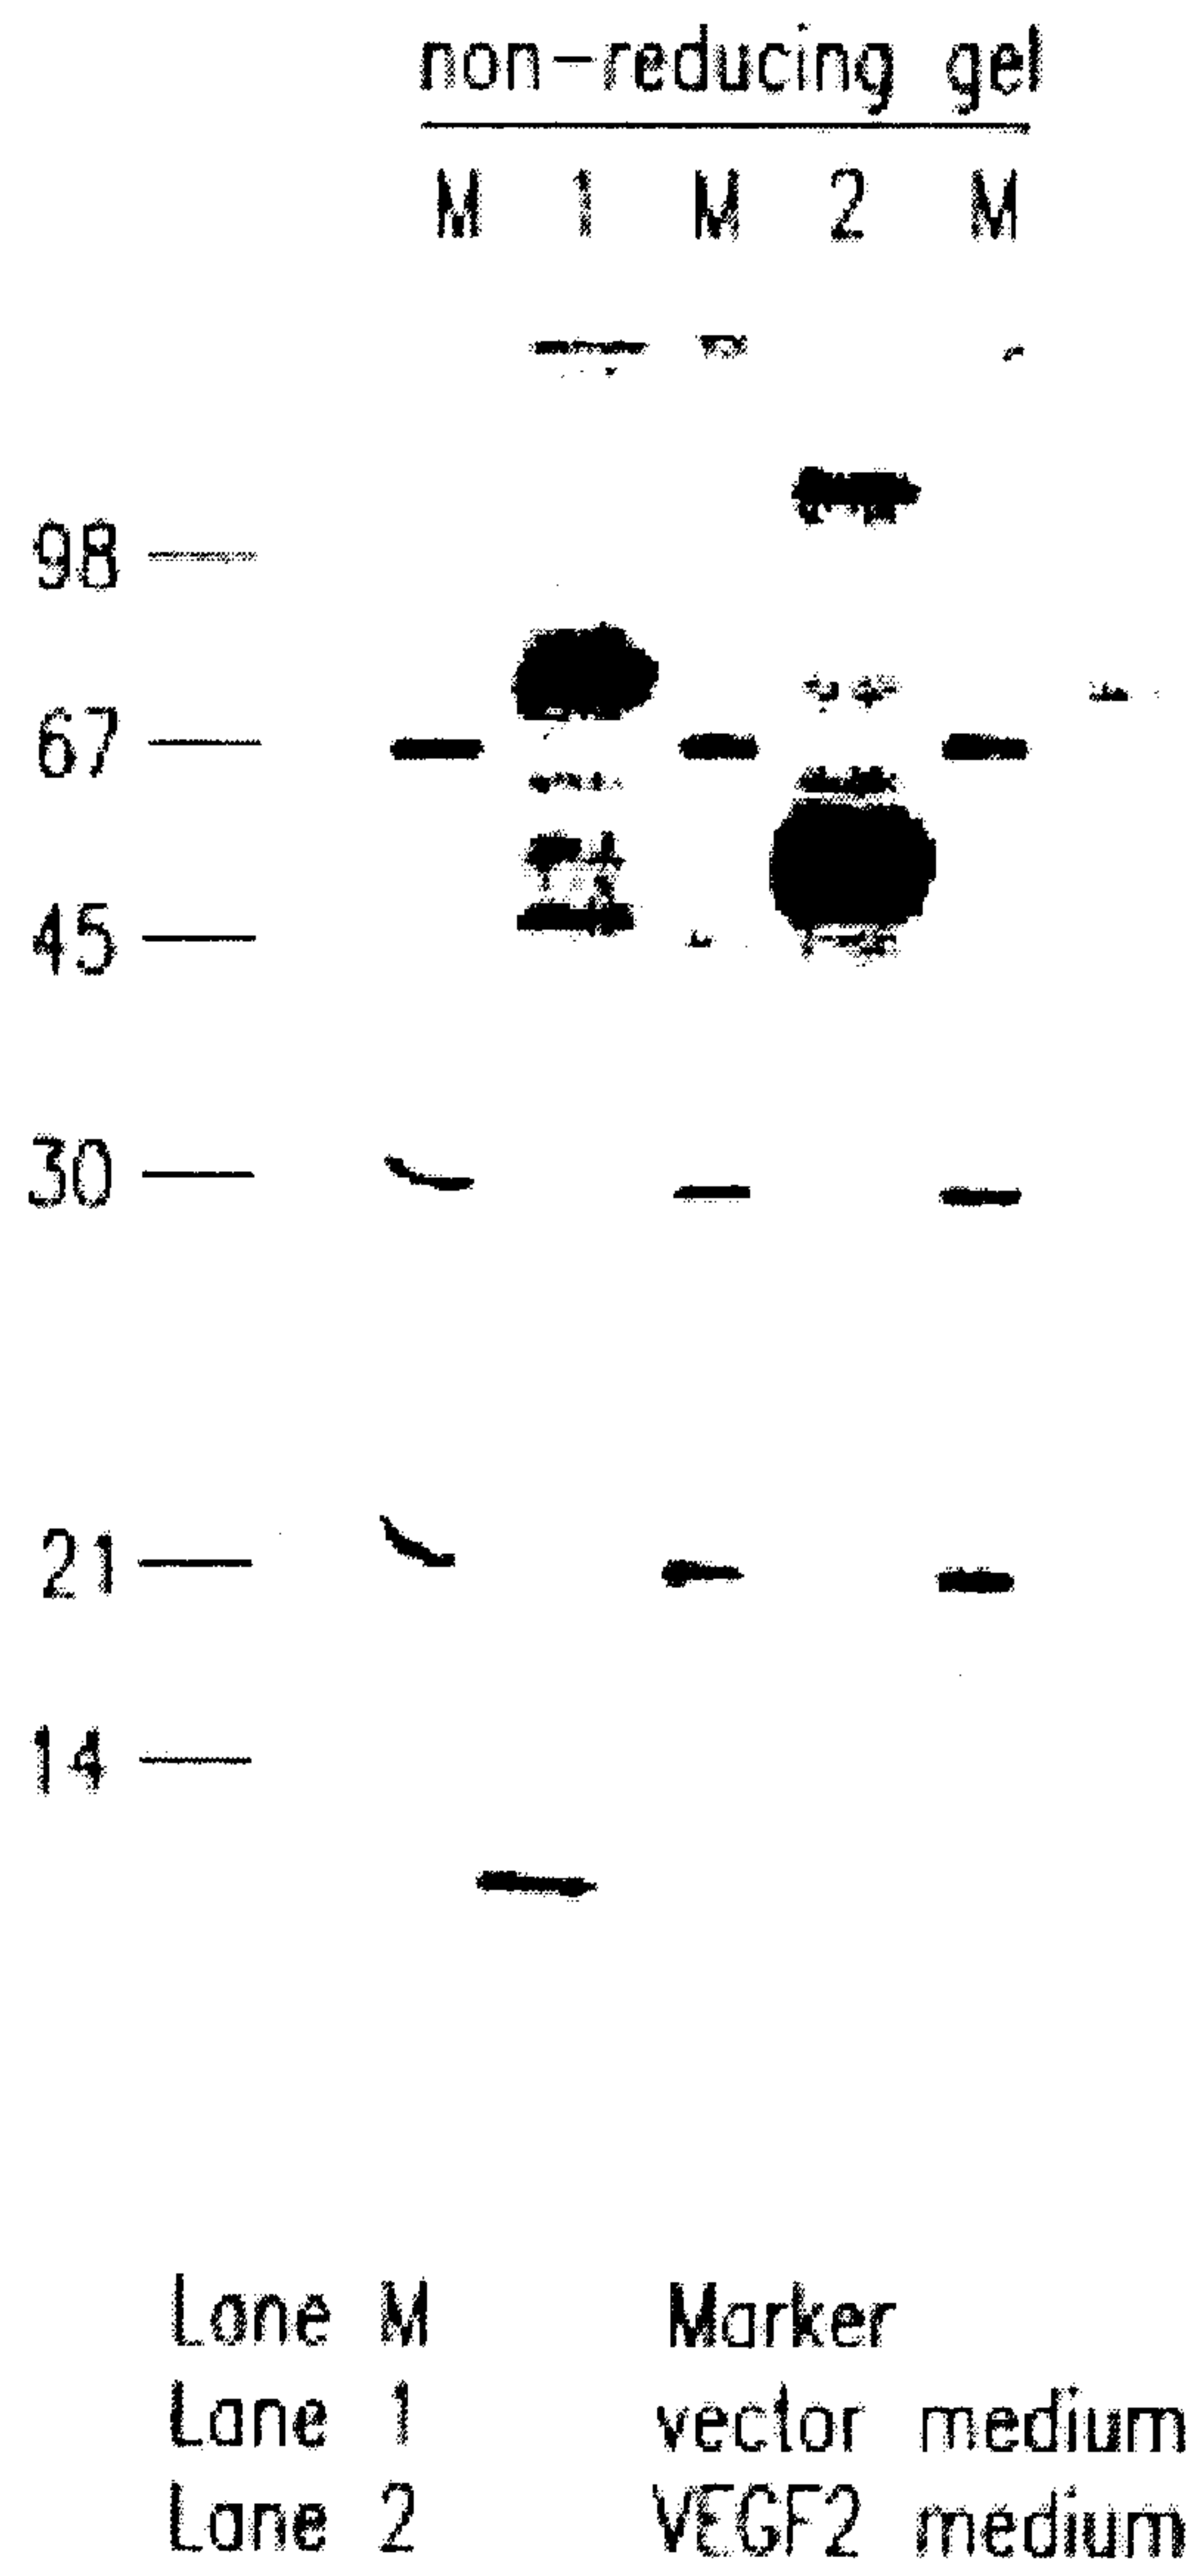 non-reducing gel
M 1 M 2 M
98
67
45
30
21
14
Lane M Marker
Lane 1 vector medium
Lane 2 VEGF2 medium